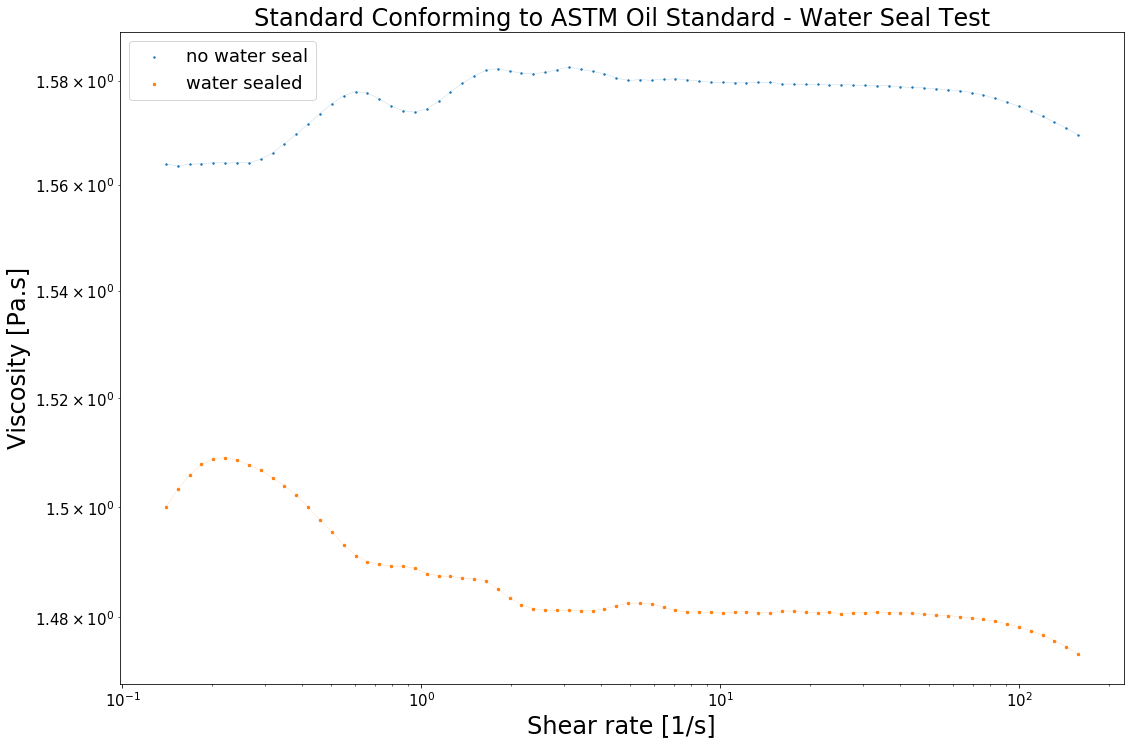 Standard Conforming to ASTM Oil Standard - Water Seal Test
no water seal
water sealed
1.58 × 10⁰
1.56 × 10⁰
1.54 × 10⁰
1.52 × 10⁰
1.5 × 10⁰
1.48 × 10⁰
Viscosity [Pa.s]
10⁻¹ 10⁰ 10¹ 10²
Shear rate [1/s]